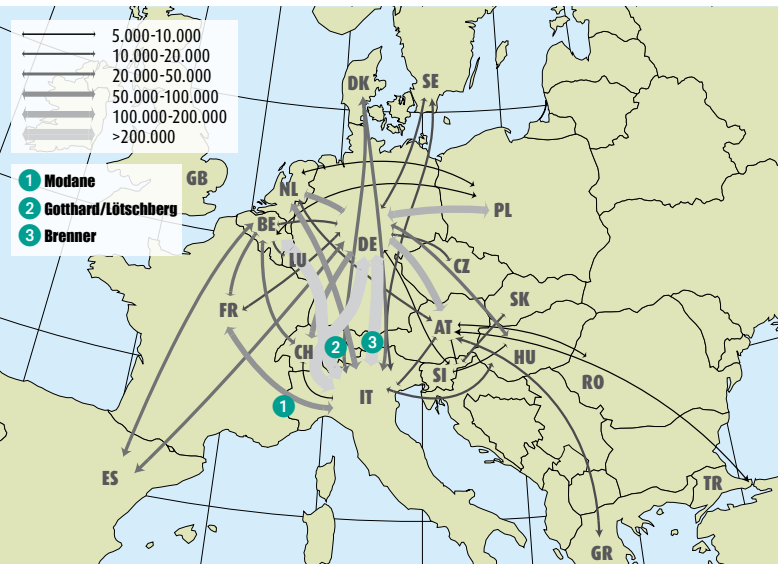 5.000-10.000
10.000-20.000
20.000-50.000
50.000-100.000
100.000-200.000
>200.000
1 Modane
2 Gotthard/Lötschberg
3 Brenner
DK
SE
GB
NL
PL
BE
DE
LU
CZ
SK
FR
AT
2
3
CH
HU
SI
RO
IT
1
ES
TR
GR